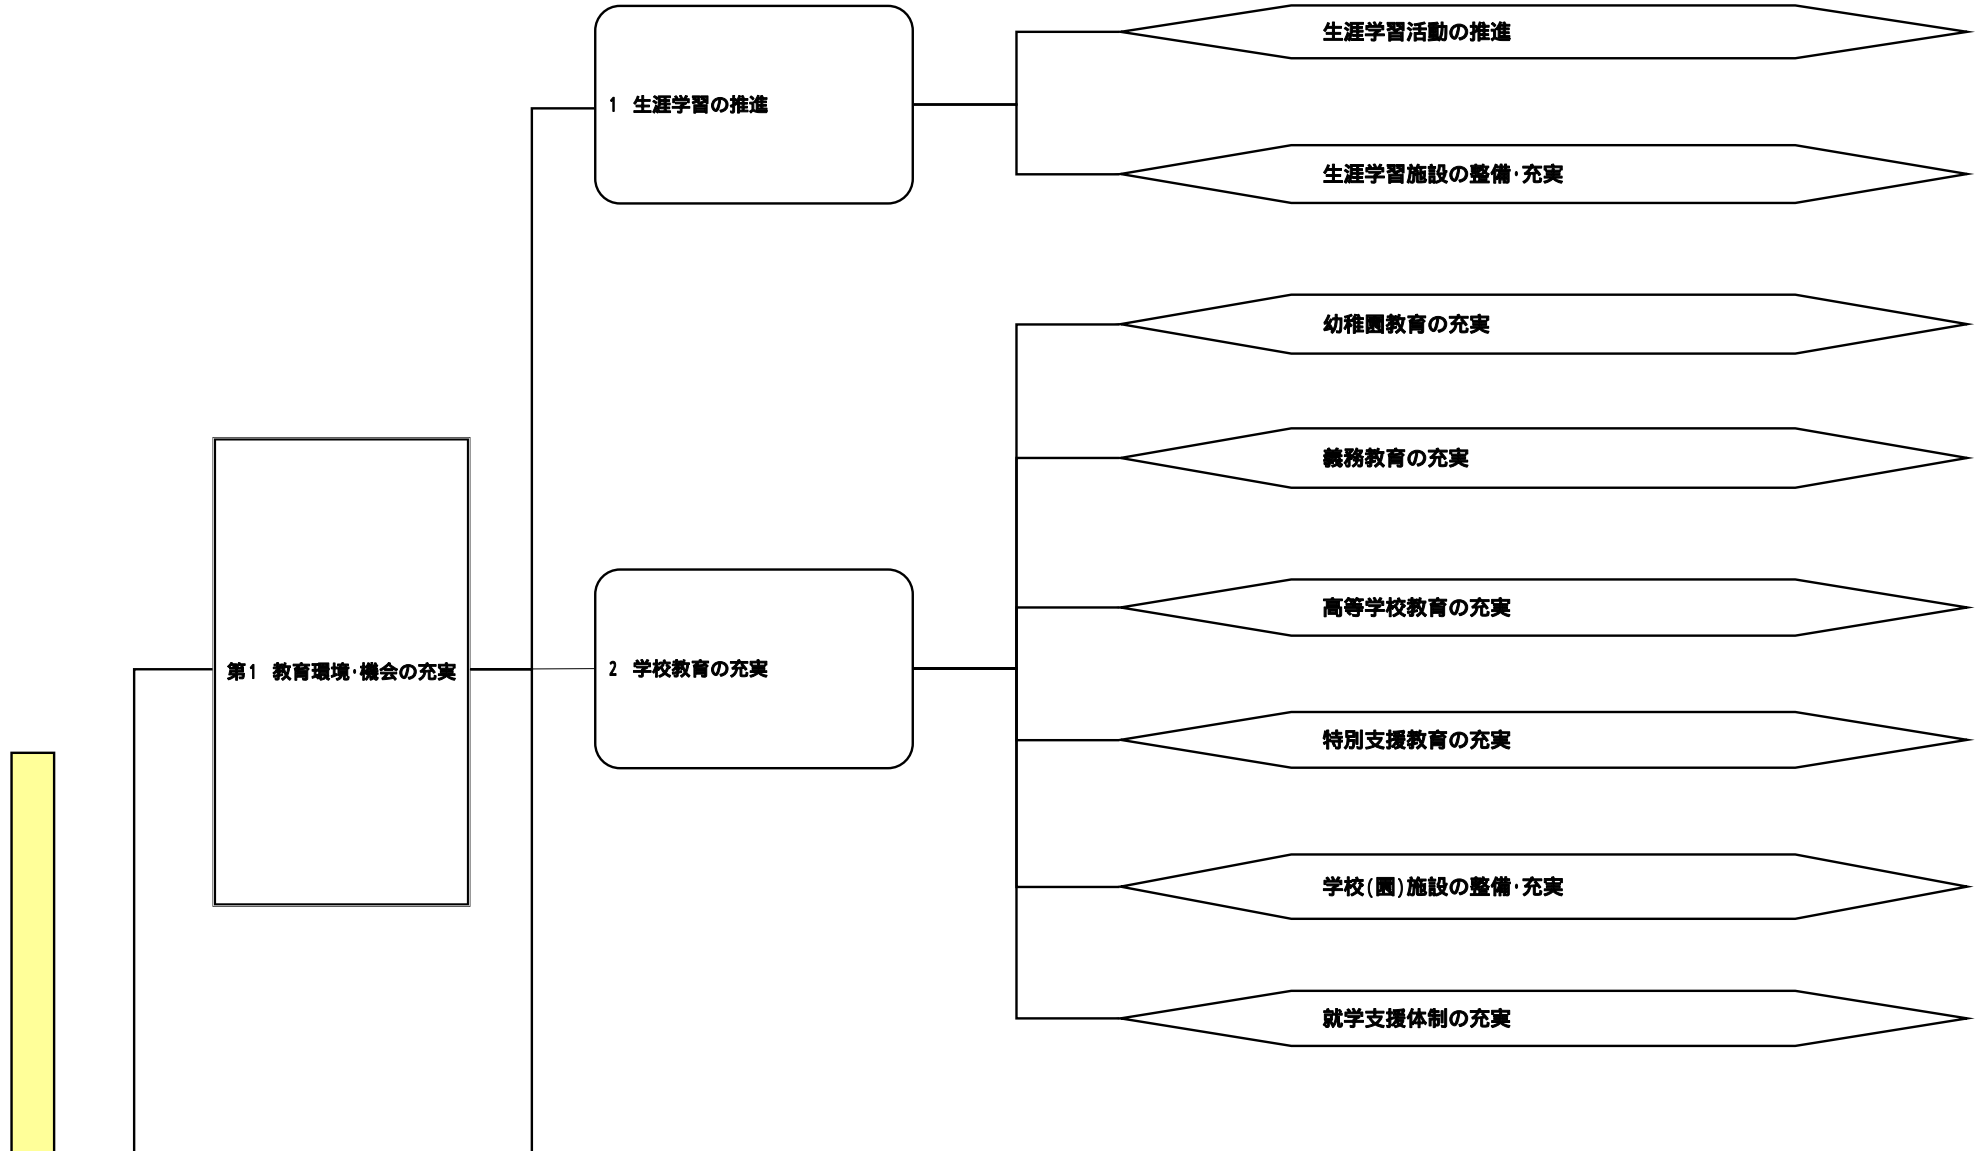 生涯学習活動の推進
1 生涯学習の推進
生涯学習施設の整備・充実
幼稚園教育の充実
義務教育の充実
高等学校教育の充実
第1 教育環境・機会の充実
2 学校教育の充実
特別支援教育の充実
学校(園)施設の整備・充実
就学支援体制の充実